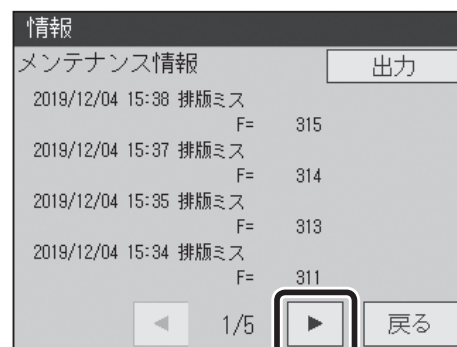 情報
メンテナンス情報 出力
2019/12/04 15:38 排版ミス
F= 315
2019/12/04 15:37 排版ミス
F= 314
2019/12/04 15:35 排版ミス
F= 313
2019/12/04 15:34 排版ミス
F= 311
◀ 1/5 ▶ 戻る